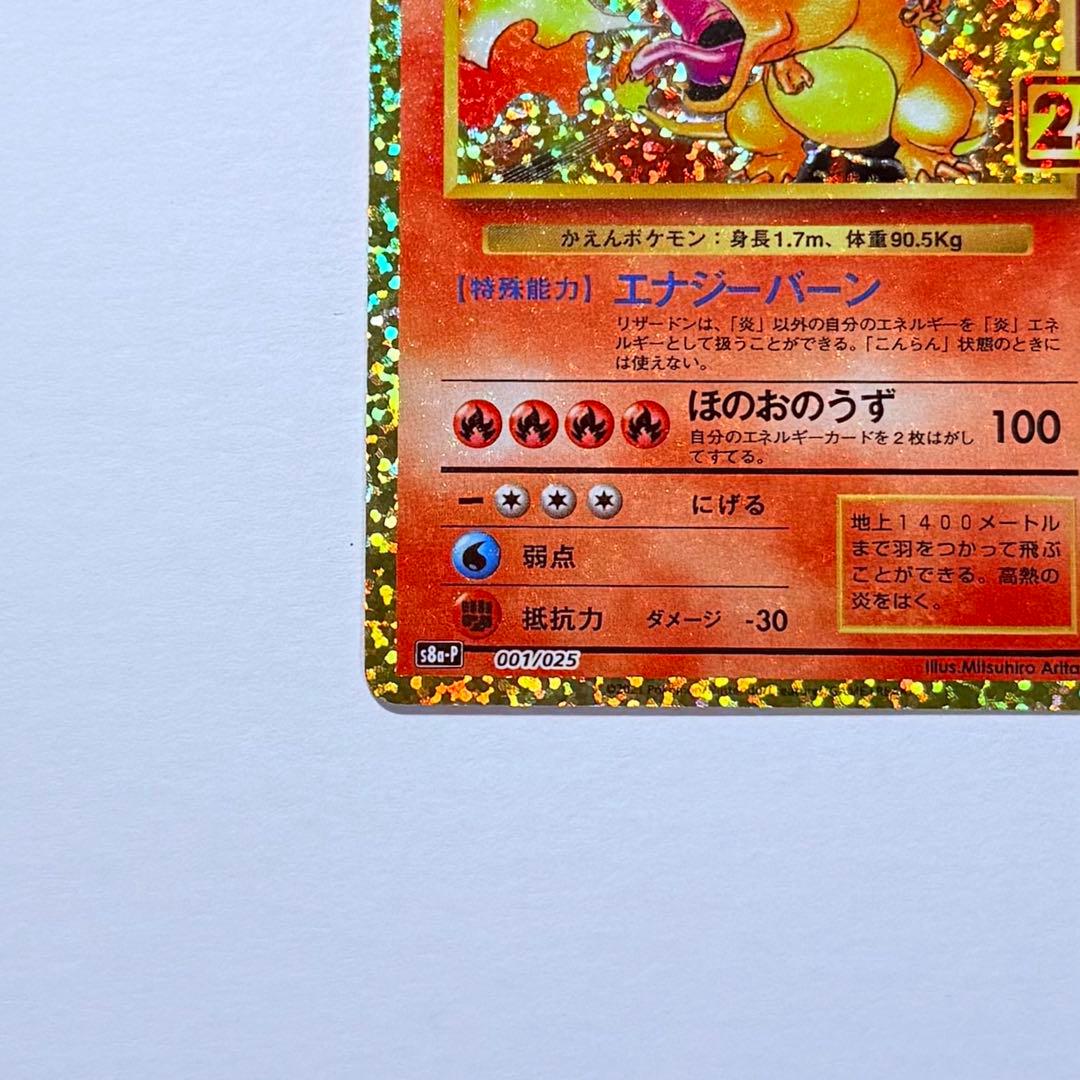 2
かえんポケモン：身長1.7m、体重90.5Kg
【特殊能力】 エナジーバーン
リザードンは、「炎」以外の自分のエネルギーを「炎」エネ
ルギーとして扱うことができる。「こんらん」状態のときに
は使えない。
ほのおのうず 100
自分のエネルギーカードを２枚はがし
てすてる。
ー にげる
弱点
抵抗力 ダメージ -30
地上１４００メートル
まで羽をつかって飛ぶ
ことができる。高熱の
炎をはく。
s8a-P 001/025
Illus.Mitsuhiro Arita